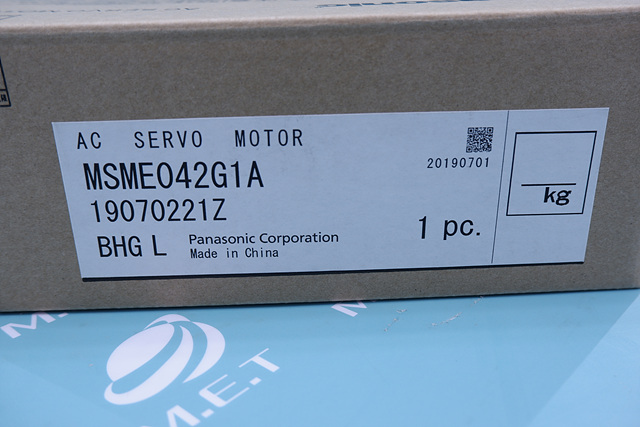 AC SERVO MOTOR
MSME042G1A
20190701
19070221Z
BHG L
Panasonic Corporation
Made in China
1 pc.
kg
M.E.T